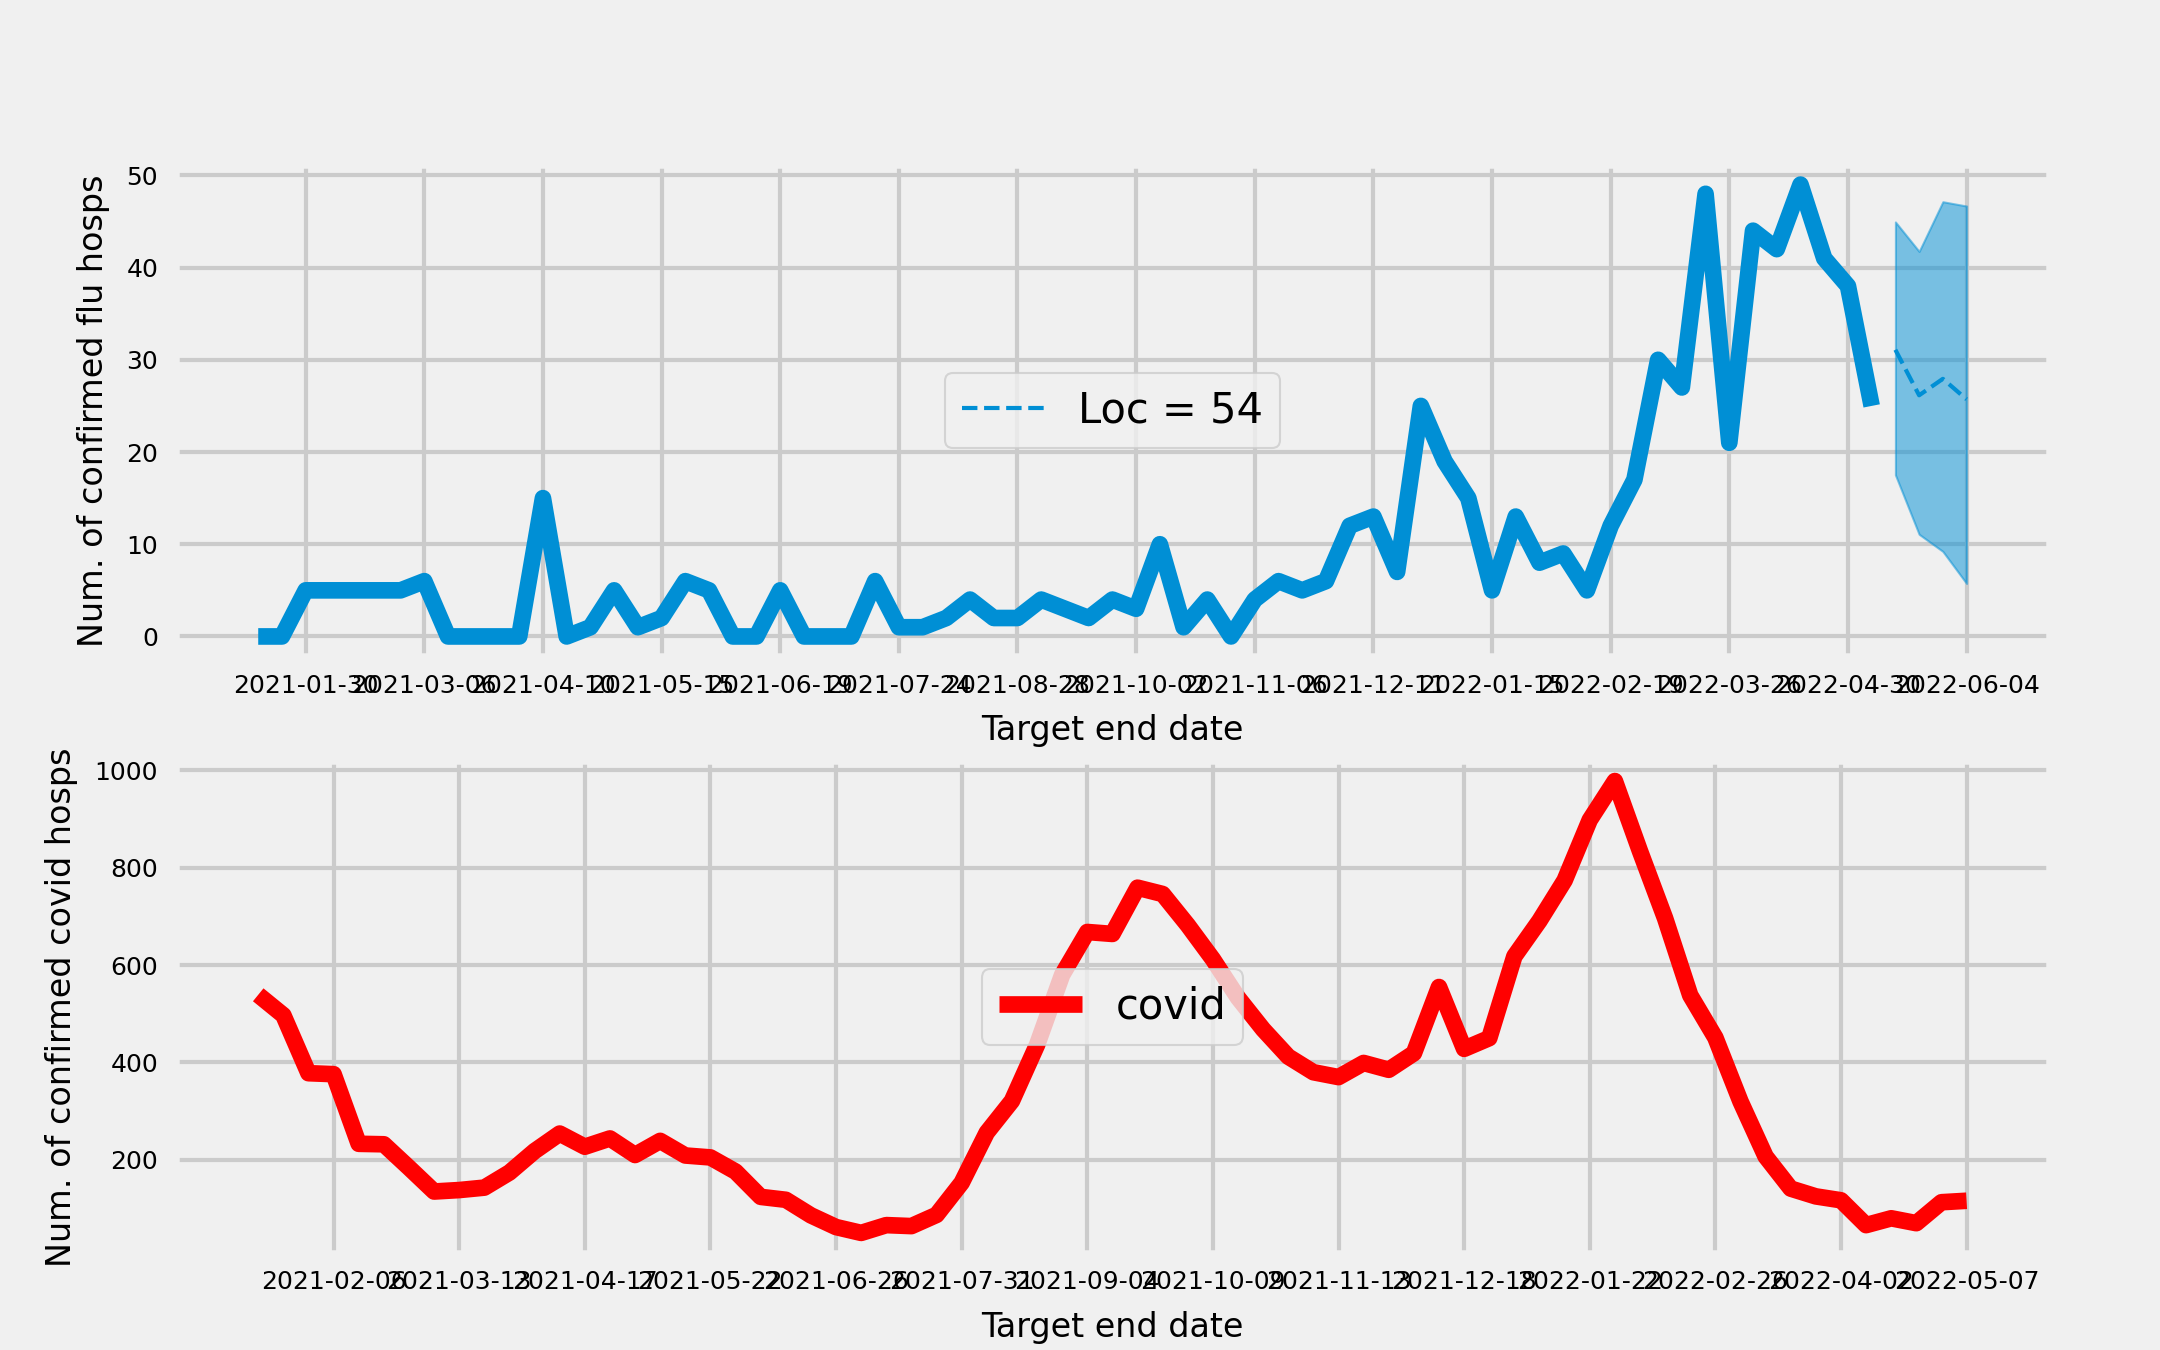 Num. of confirmed flu hosps
50
40
30
20
10
0
Loc = 54
2021-01-30 2021-03-06 2021-04-10 2021-05-15 2021-06-19 2021-07-24 2021-08-28 2021-10-02 2021-11-06 2021-12-11 2022-01-15 2022-02-19 2022-03-26 2022-04-30 2022-06-04
Target end date
Num. of confirmed covid hosps
1000
800
600
400
200
covid
2021-02-06 2021-03-13 2021-04-17 2021-05-22 2021-06-26 2021-07-31 2021-09-04 2021-10-09 2021-11-13 2021-12-18 2022-01-22 2022-02-26 2022-04-02 2022-05-07
Target end date